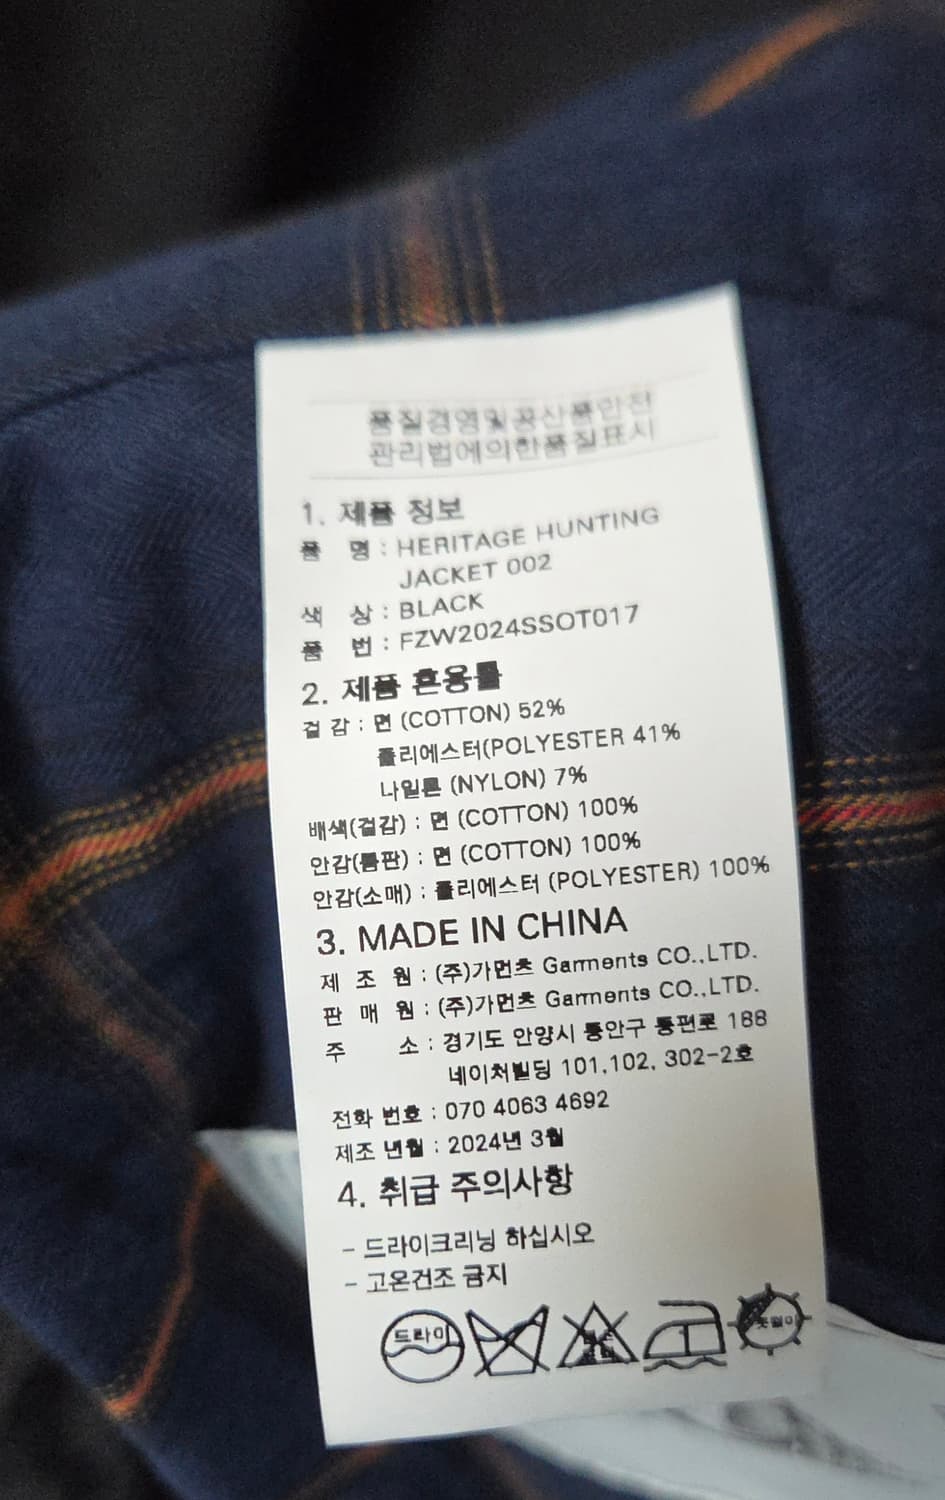 품질경영및공산품안전
관리법에의한품질표시
1. 제품 정보
품 명 : HERITAGE HUNTING
JACKET 002
색 상 : BLACK
품 번 : FZW2024SSOT017
2. 제품 혼용률
겉 감 : 면 (COTTON) 52%
폴리에스터(POLYESTER 41%
나일론 (NYLON) 7%
배색(겉감) : 면 (COTTON) 100%
안감(몸판) : 면 (COTTON) 100%
안감(소매) : 폴리에스터 (POLYESTER) 100%
3. MADE IN CHINA
제 조 원 : (주)가먼츠 Garments CO.,LTD.
판 매 원 : (주)가먼츠 Garments CO.,LTD.
주 소 : 경기도 안양시 동안구 동편로 188
네이처빌딩 101,102, 302-2호
전화 번호 : 070 4063 4692
제조 년월 : 2024년 3월
4. 취급 주의사항
- 드라이크리닝 하십시오
- 고온건조 금지
드라이